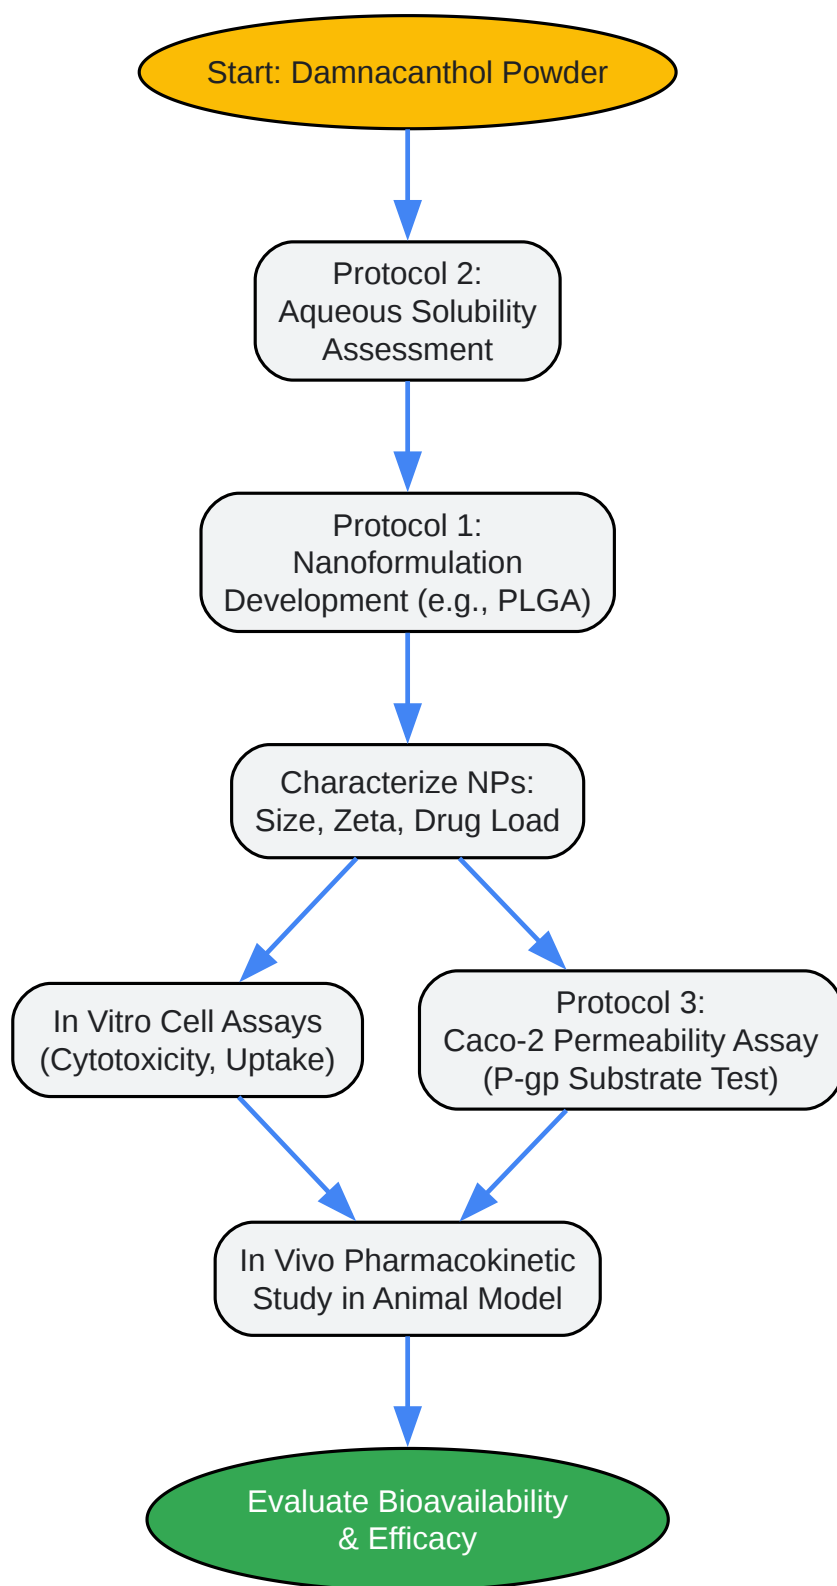 Start: Damnacanthol Powder
Protocol 2:
Aqueous Solubility
Assessment
Protocol 1:
Nanoformulation
Development (e.g., PLGA)
Characterize NPs:
Size, Zeta, Drug Load
In Vitro Cell Assays
(Cytotoxicity, Uptake)
Protocol 3:
Caco-2 Permeability Assay
(P-gp Substrate Test)
In Vivo Pharmacokinetic
Study in Animal Model
Evaluate Bioavailability
& Efficacy